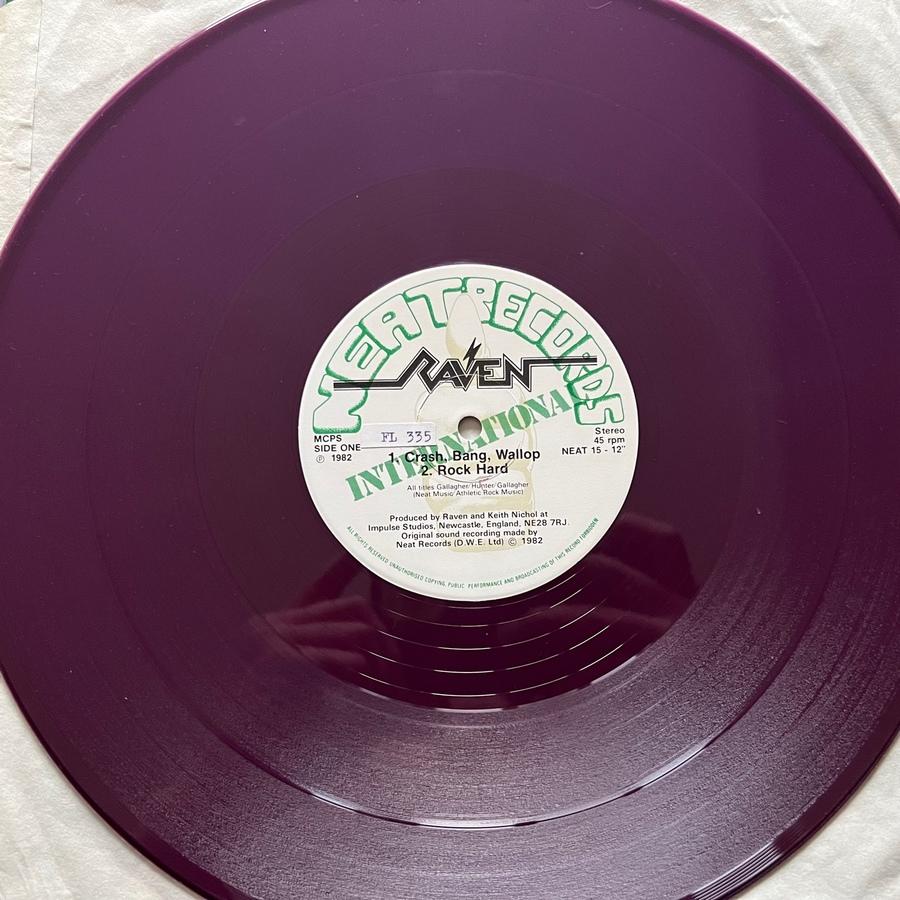 NEAT RECORDS
RAVEN
INTERNATIONAL
MCPS
SIDE ONE
℗ 1982
FL 335
Stereo
45 rpm
NEAT 15 - 12"
1. Crash, Bang, Wallop
2. Rock Hard
All titles Gallagher/Hunter/Gallagher
(Neat Music/Athletic Rock Music)
Produced by Raven and Keith Nichol at
Impulse Studios, Newcastle, England, NE28 7RJ.
Original sound recording made by
Neat Records (D.W.E. Ltd) © 1982
ALL RIGHTS RESERVED UNAUTHORISED COPYING, PUBLIC PERFORMANCE AND BROADCASTING OF THIS RECORD FORBIDDEN